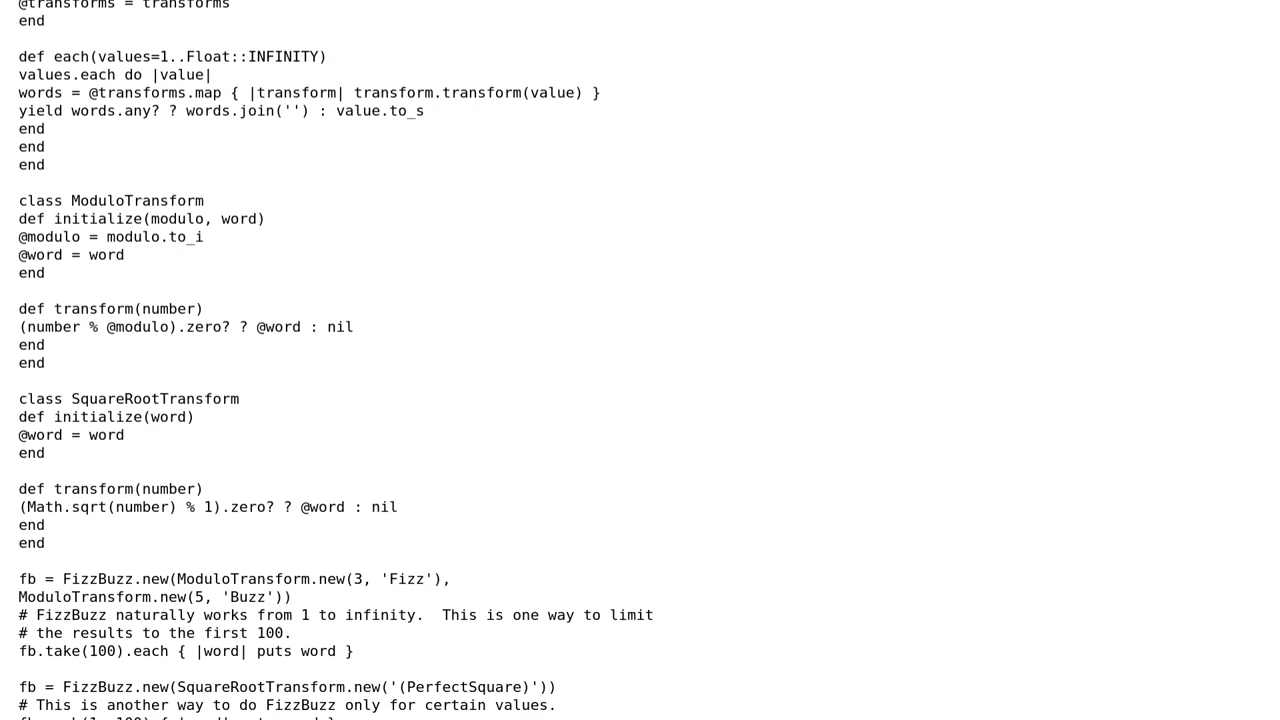 @transforms = transforms
end

def each(values=1..Float::INFINITY)
values.each do |value|
words = @transforms.map { |transform| transform.transform(value) }
yield words.any? ? words.join('') : value.to_s
end
end
end

class ModuloTransform
def initialize(modulo, word)
@modulo = modulo.to_i
@word = word
end

def transform(number)
(number % @modulo).zero? ? @word : nil
end
end

class SquareRootTransform
def initialize(word)
@word = word
end

def transform(number)
(Math.sqrt(number) % 1).zero? ? @word : nil
end
end

fb = FizzBuzz.new(ModuloTransform.new(3, 'Fizz'),
ModuloTransform.new(5, 'Buzz'))
# FizzBuzz naturally works from 1 to infinity.  This is one way to limit
# the results to the first 100.
fb.take(100).each { |word| puts word }

fb = FizzBuzz.new(SquareRootTransform.new('(PerfectSquare)'))
# This is another way to do FizzBuzz only for certain values.